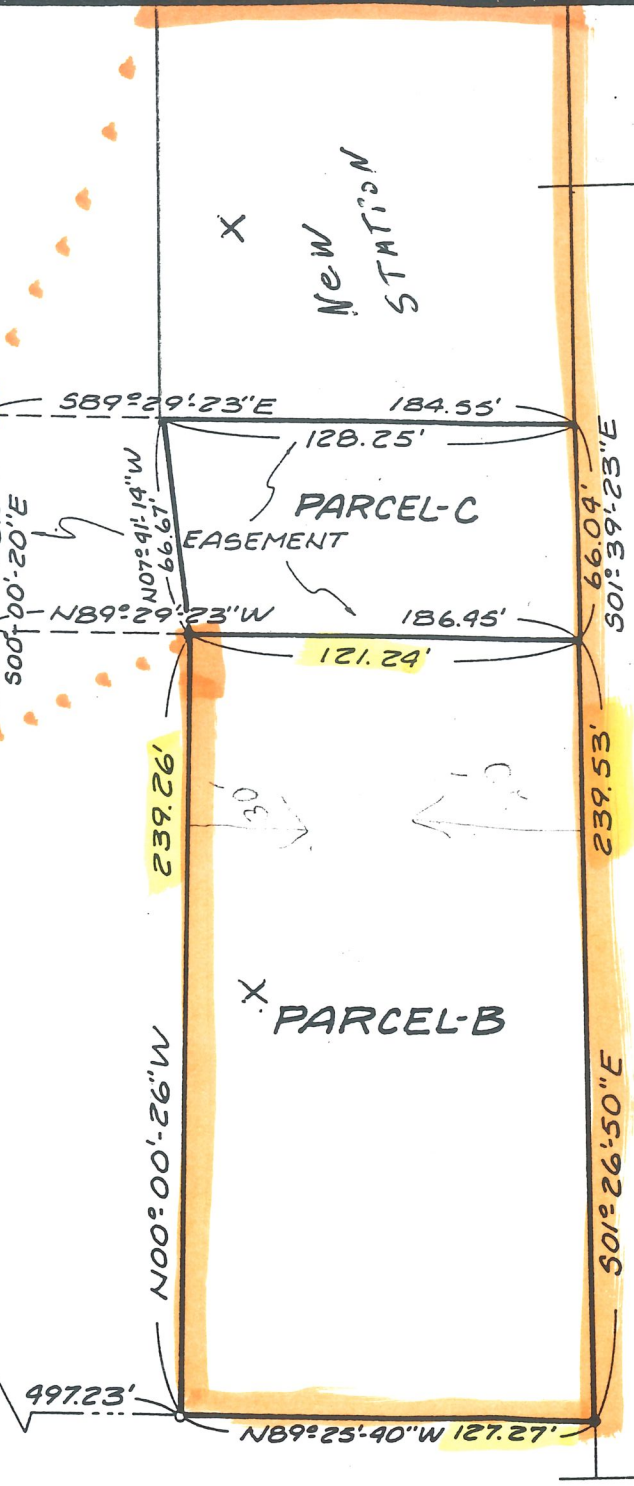 New
STATION
X
S89°-29'-23"E
184.55'
128.25'
N07°-41'-14"W
66.67'
PARCEL-C
EASEMENT
66.04'
S01°-39'-23"E
S00°-00'-20"E
N89°-29'-23"W
186.45'
121.24'
239.26'
30'
239.53'
X
PARCEL-B
N00°-00'-26"W
S01°-26'-50"E
497.23'
N89°-25'-40"W 127.27'